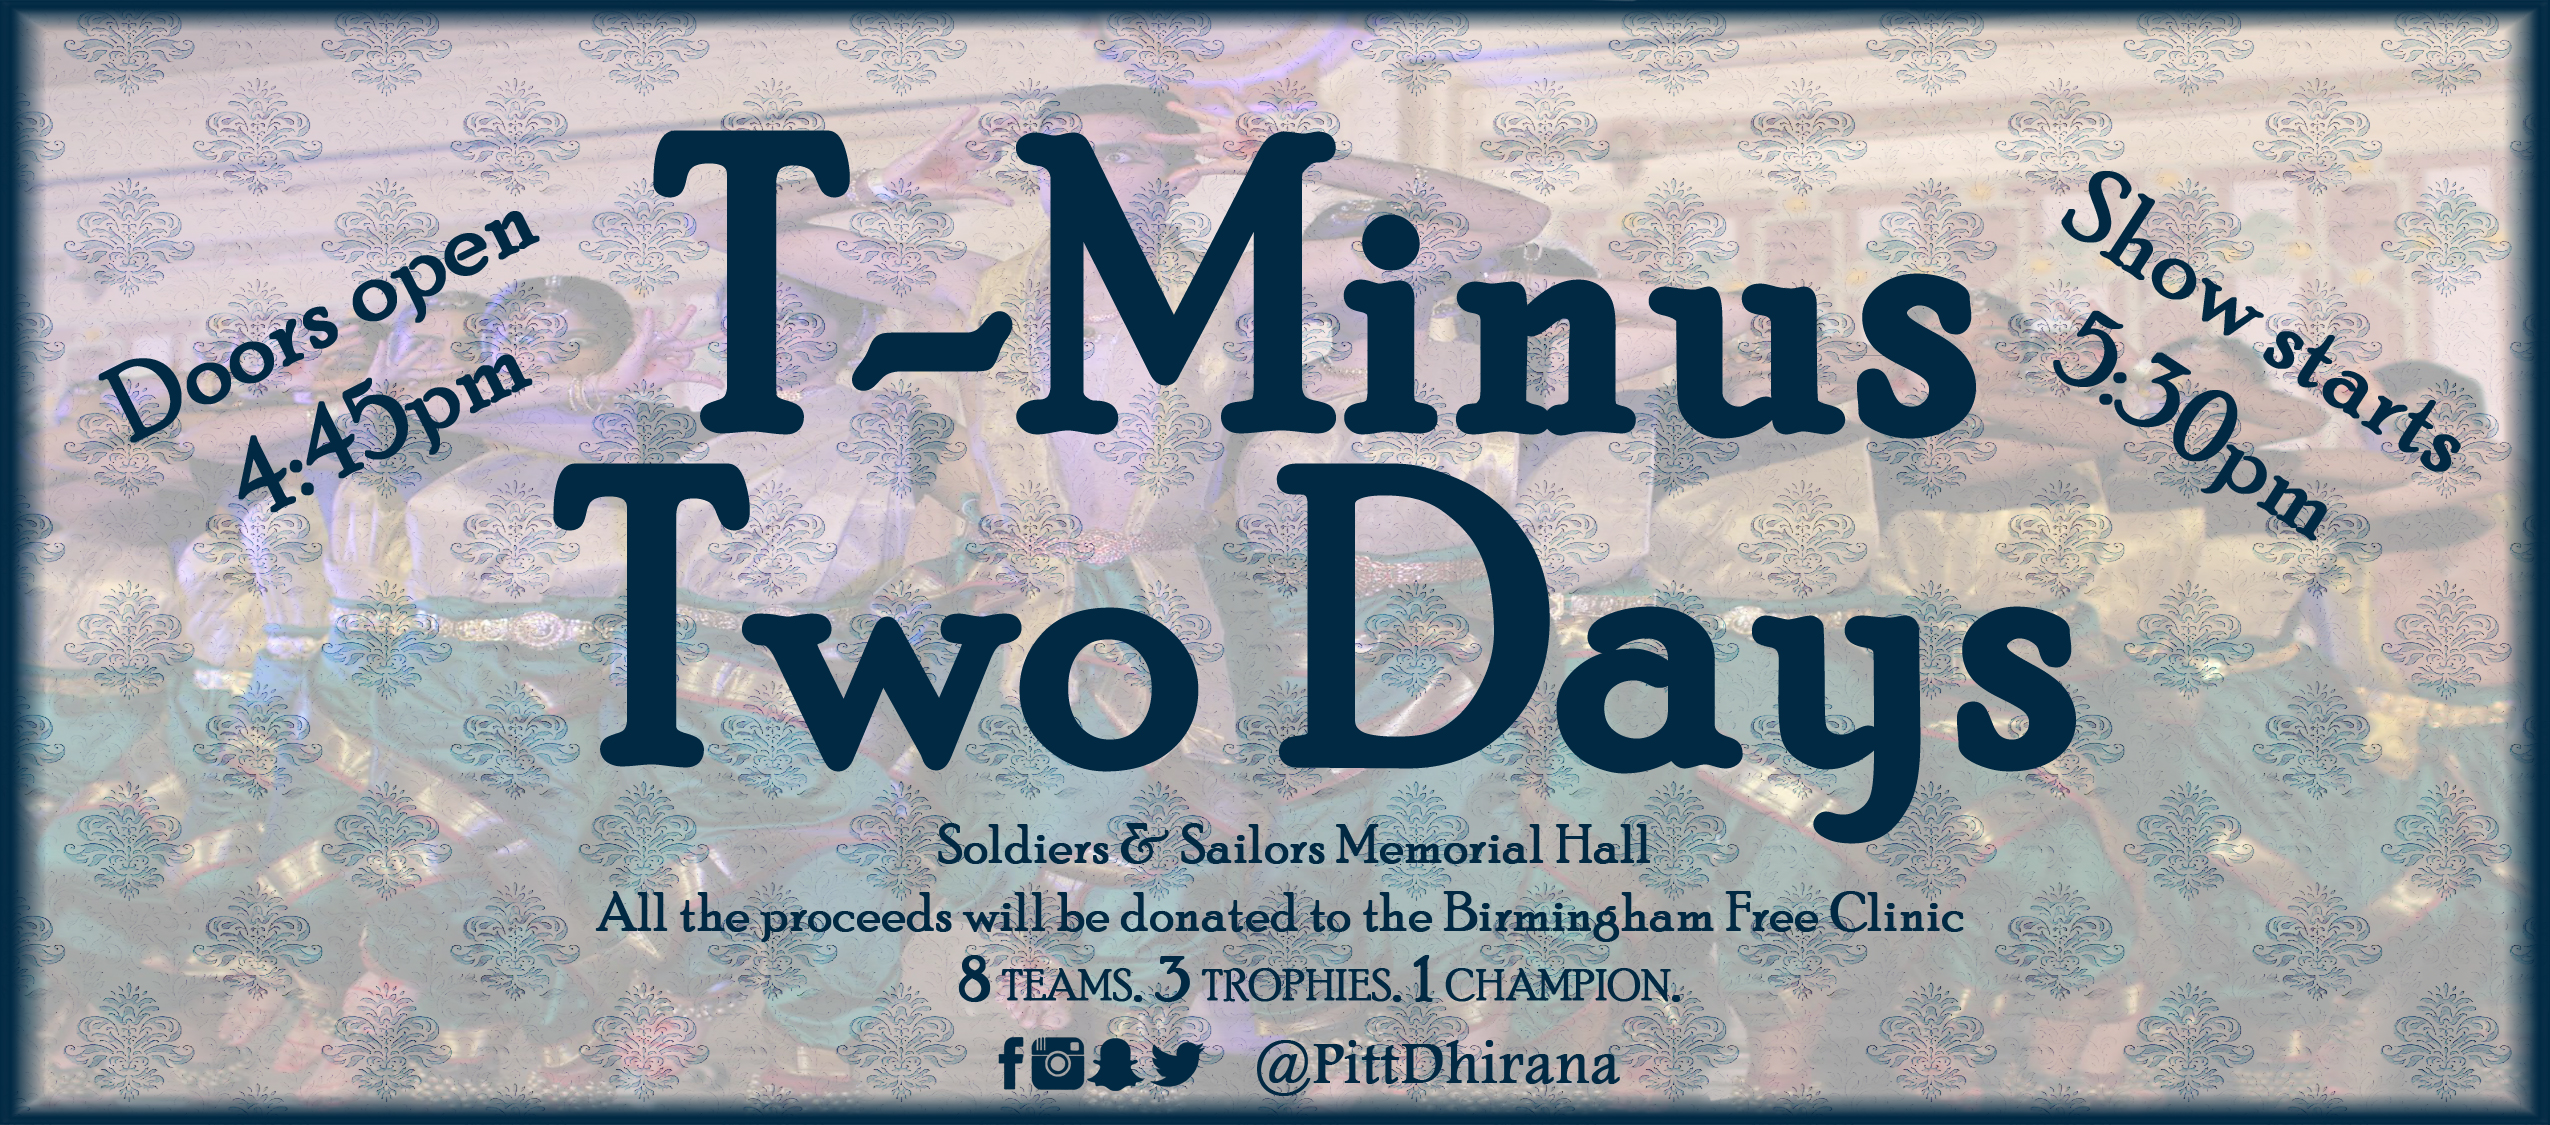 T-Minus
Two Days
Doors open
4:45pm
Show starts
5:30pm
Soldiers & Sailors Memorial Hall
All the proceeds will be donated to the Birmingham Free Clinic
8 TEAMS. 3 TROPHIES. 1 CHAMPION.
@PittDhirana